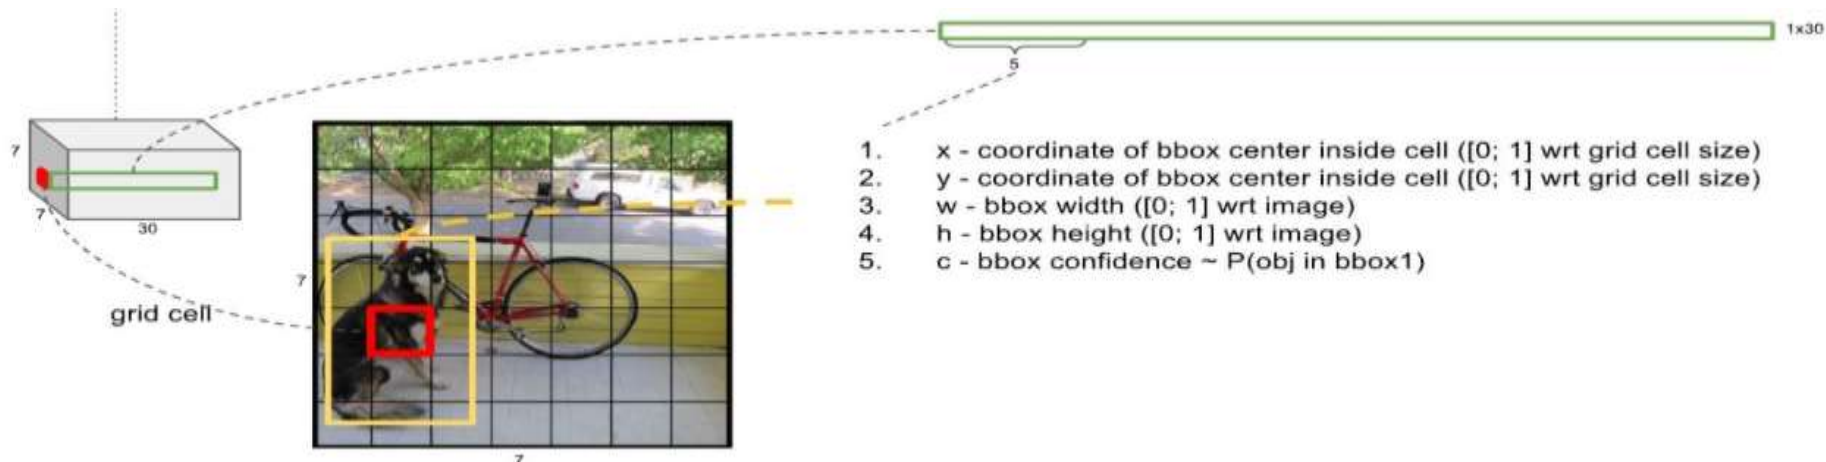 1x30
5
7
7
30
1. x - coordinate of bbox center inside cell ([0; 1] wrt grid cell size)
2. y - coordinate of bbox center inside cell ([0; 1] wrt grid cell size)
3. w - bbox width ([0; 1] wrt image)
4. h - bbox height ([0; 1] wrt image)
5. c - bbox confidence ~ P(obj in bbox1)
7
grid cell
7